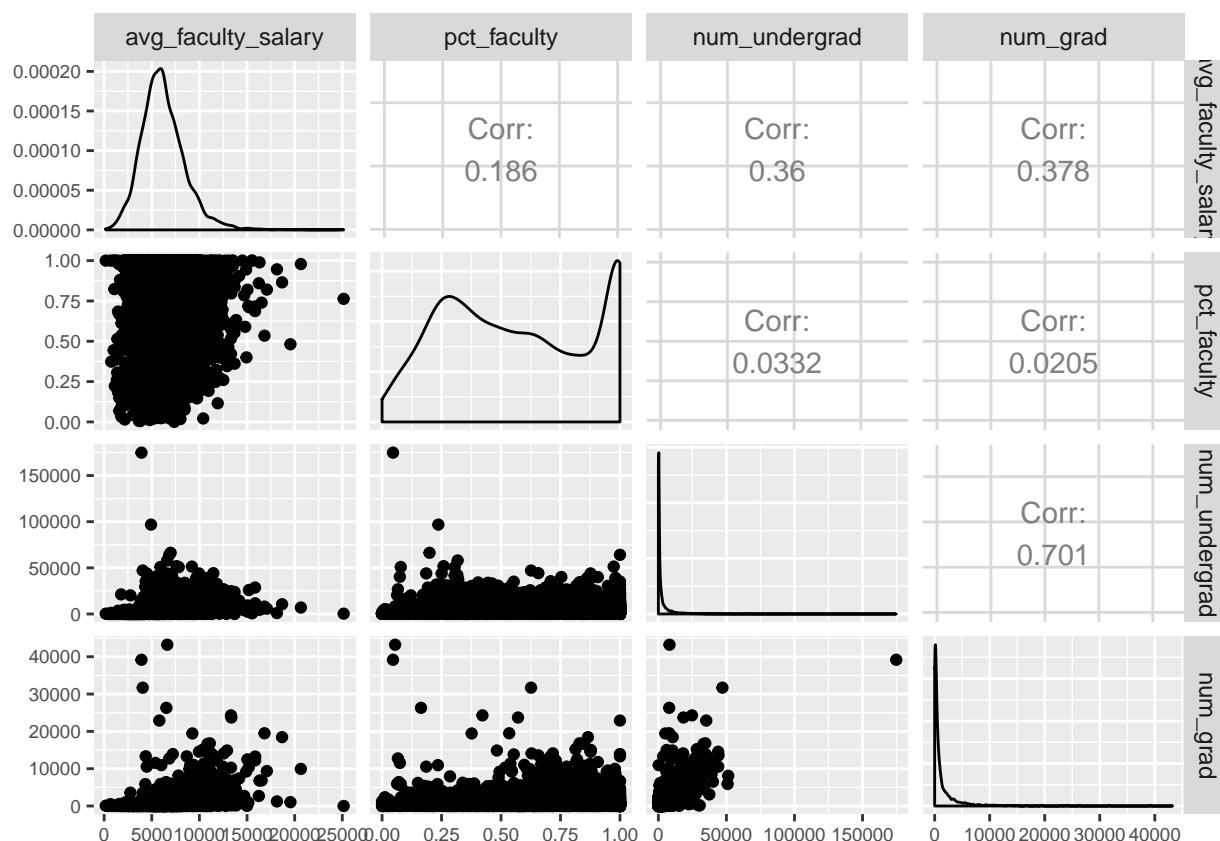 avg_faculty_salary pct_faculty num_undergrad num_grad
0.00020
0.00015
0.00010
0.00005
0.00000
Corr:
0.186
Corr:
0.36
Corr:
0.378
avg_faculty_salary
1.00
0.75
0.50
0.25
0.00
Corr:
0.0332
Corr:
0.0205
pct_faculty
150000
100000
50000
0
Corr:
0.701
num_undergrad
40000
30000
20000
10000
0
num_grad
0 5000 10000 15000 20000 25000 0.00 0.25 0.50 0.75 1.00 0 50000 100000 150000 0 10000 20000 30000 40000